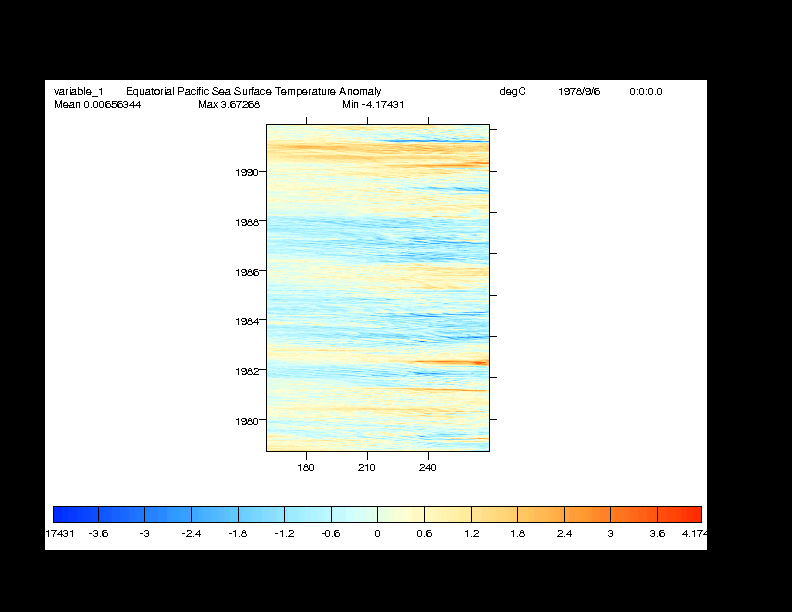 variable_1 Equatorial Pacific Sea Surface Temperature Anomaly degC 1978/9/6 0:0:0.0
Mean 0.00656344 Max 3.67268 Min -4.17431
1990
1988
1986
1984
1982
1980
180 210 240
17431 -3.6 -3 -2.4 -1.8 -1.2 -0.6 0 0.6 1.2 1.8 2.4 3 3.6 4.174